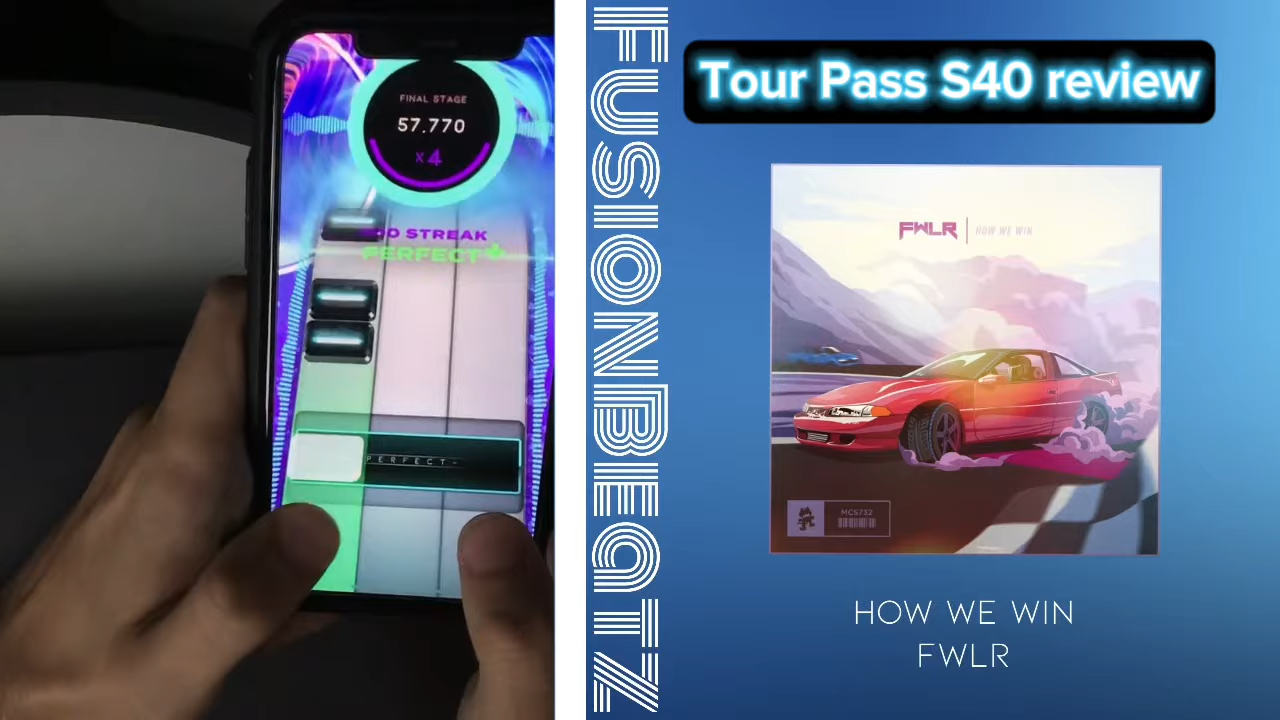 FINAL STAGE
57,770
x4
STREAK
PERFECT+
PERFECT-
FUSIONBEATZ
Tour Pass S40 review
FWLR
HOW WE WIN
MCS732
HOW WE WIN
FWLR